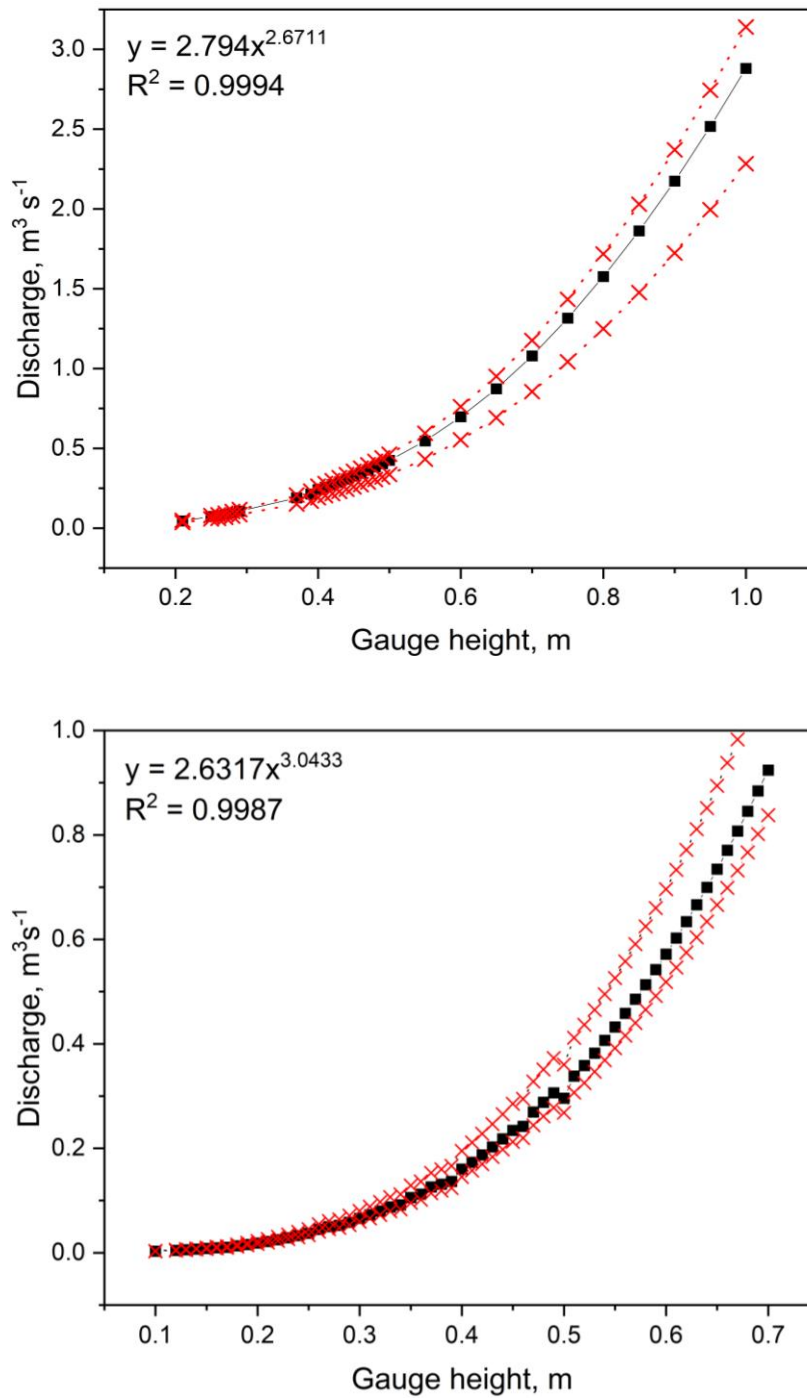 y = 2.794x^2.6711
R² = 0.9994
3.0
2.5
2.0
1.5
1.0
0.5
0.0
Discharge, m³ s⁻¹
0.2 0.4 0.6 0.8 1.0
Gauge height, m
y = 2.6317x^3.0433
R² = 0.9987
1.0
0.8
0.6
0.4
0.2
0.0
Discharge, m³s⁻¹
0.1 0.2 0.3 0.4 0.5 0.6 0.7
Gauge height, m